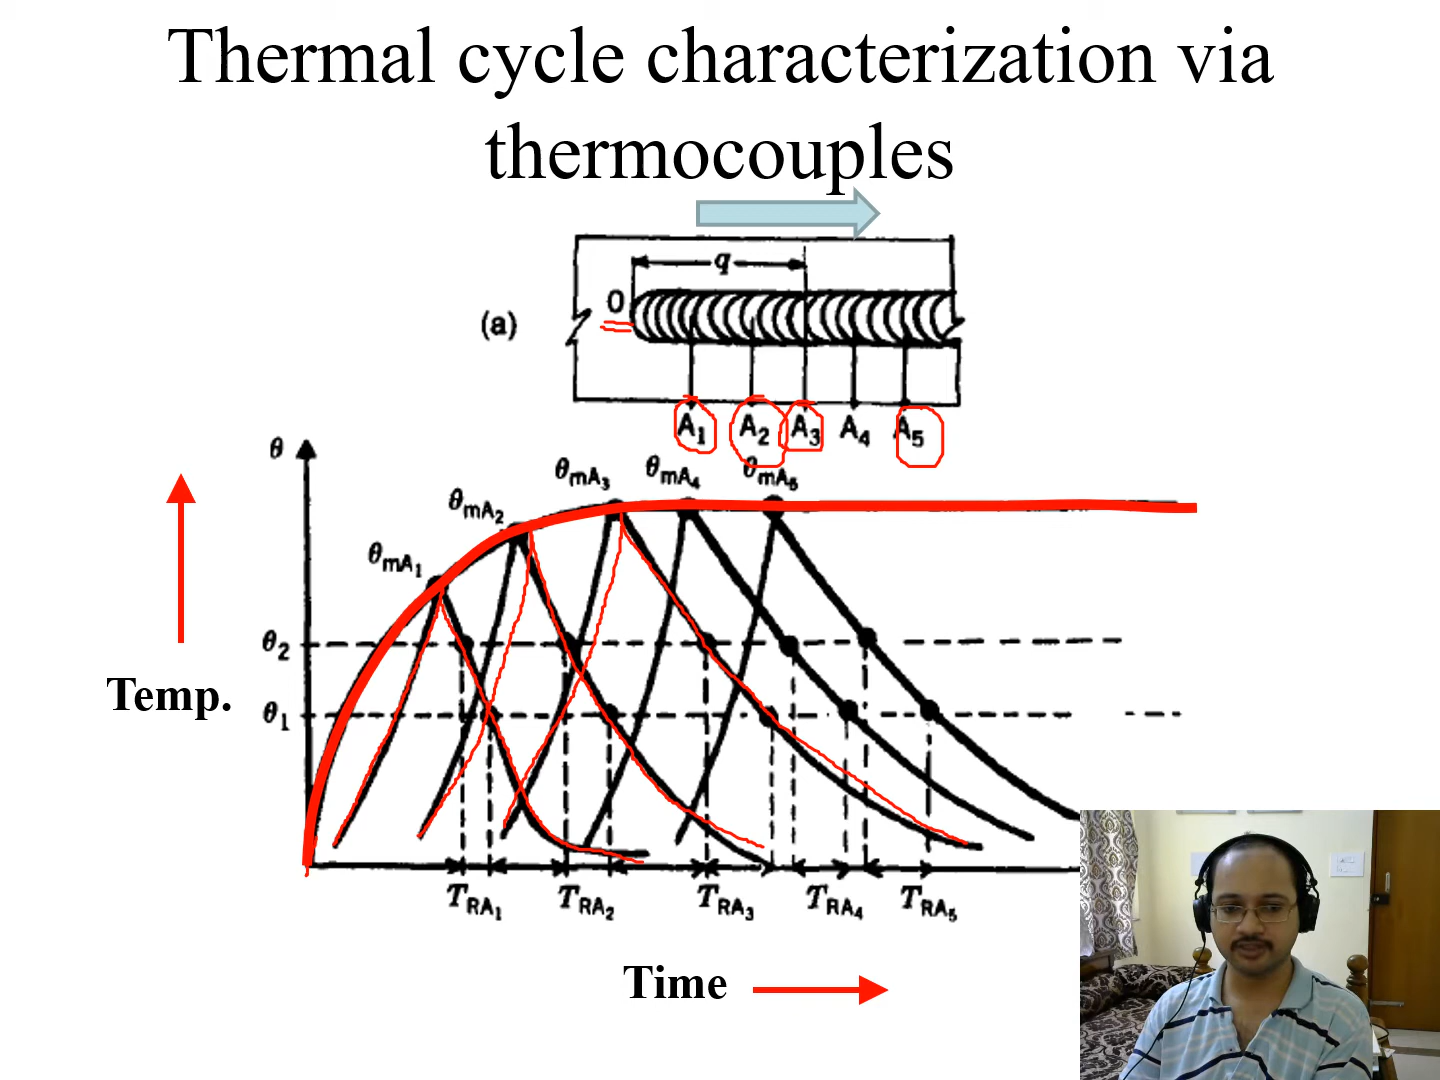 Thermal cycle characterization via
thermocouples
q
0
(a)
A1 A2 A3 A4 A5
θ
θmA1 θmA2 θmA3 θmA4 θmA5
θ2
θ1
Temp.
TRA1 TRA2 TRA3 TRA4 TRA5
Time